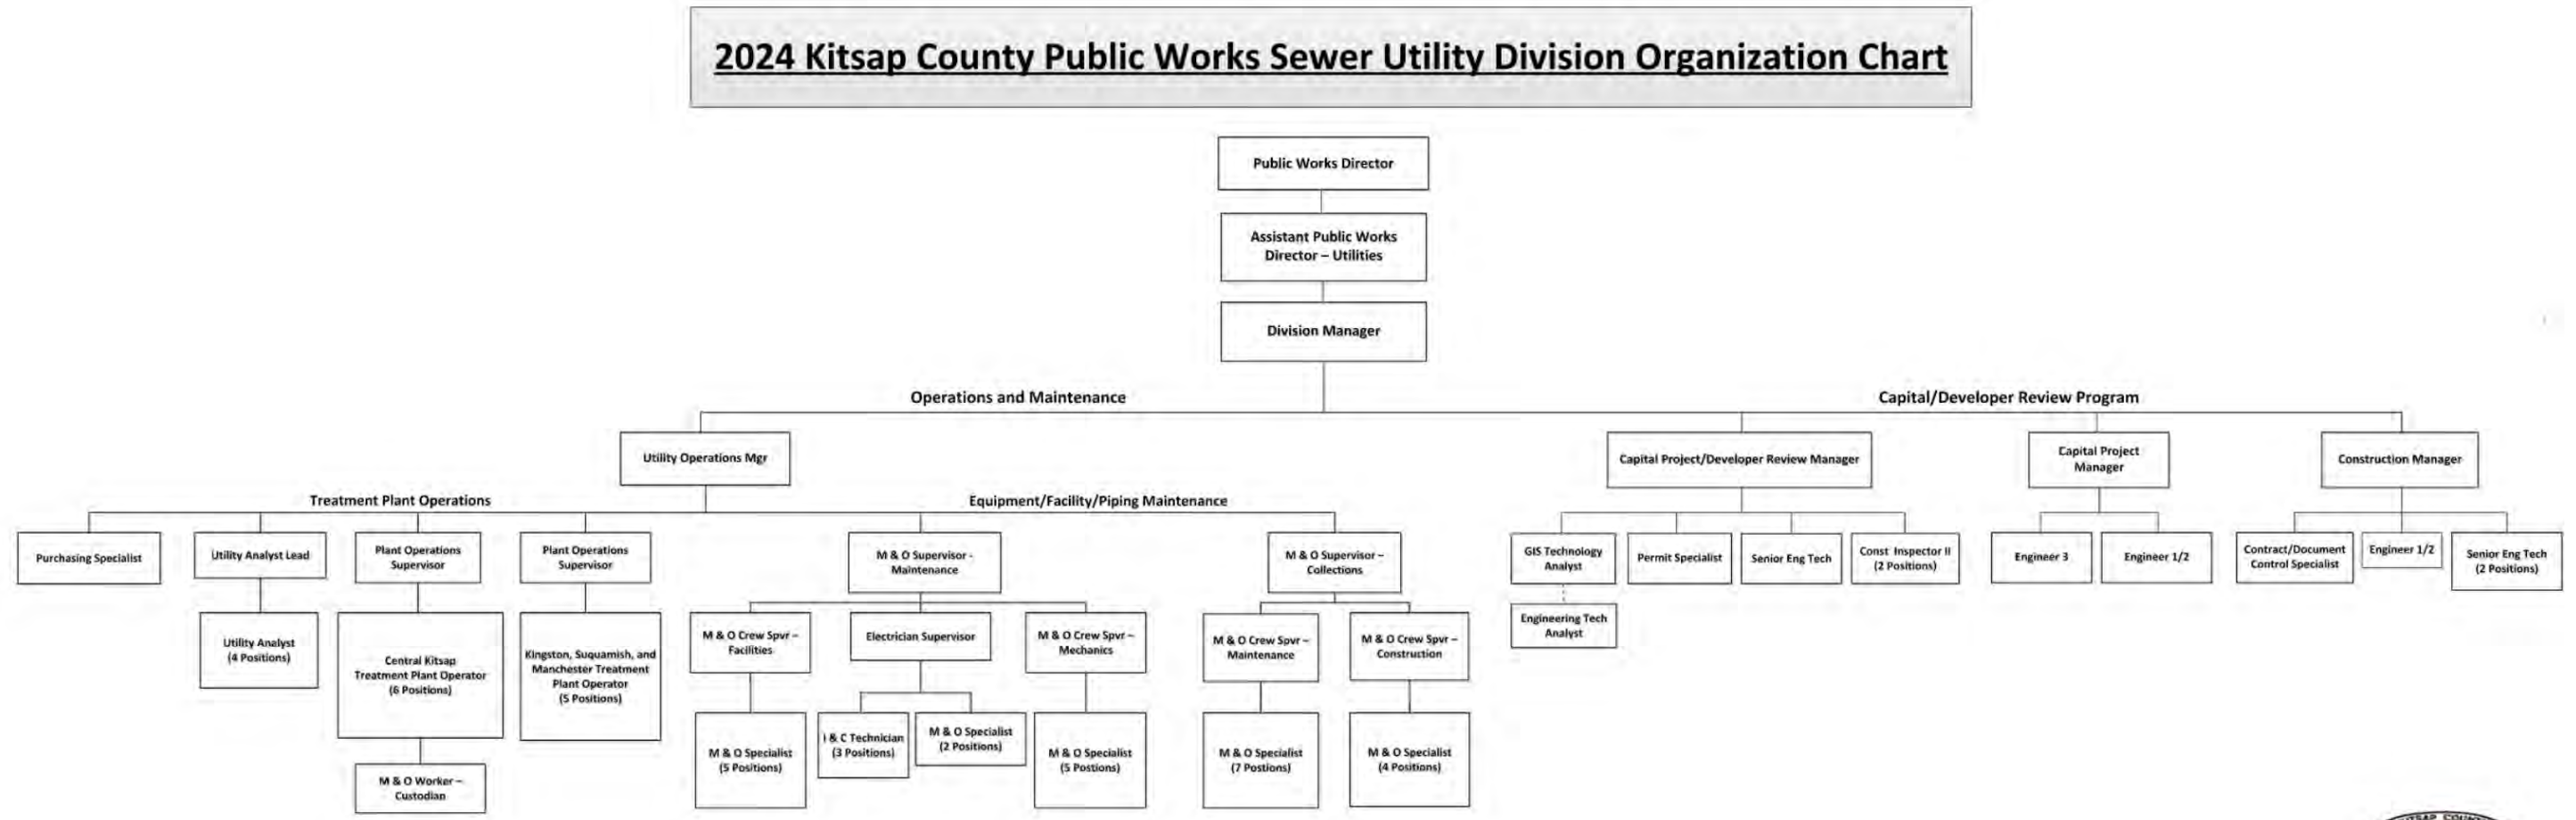 2024 Kitsap County Public Works Sewer Utility Division Organization Chart
Public Works Director
Assistant Public Works
Director – Utilities
Division Manager
Operations and Maintenance
Capital/Developer Review Program
Utility Operations Mgr
Capital Project/Developer Review Manager
Capital Project
Manager
Construction Manager
Treatment Plant Operations
Equipment/Facility/Piping Maintenance
Purchasing Specialist
Utility Analyst Lead
Plant Operations
Supervisor
Plant Operations
Supervisor
M & O Supervisor -
Maintenance
M & O Supervisor –
Collections
GIS Technology
Analyst
Permit Specialist
Senior Eng Tech
Const Inspector II
(2 Positions)
Engineer 3
Engineer 1/2
Contract/Document
Control Specialist
Engineer 1/2
Senior Eng Tech
(2 Positions)
Utility Analyst
(4 Positions)
Central Kitsap
Treatment Plant Operator
(6 Positions)
Kingston, Suquamish, and
Manchester Treatment
Plant Operator
(5 Positions)
M & O Crew Spvr –
Facilities
Electrician Supervisor
M & O Crew Spvr –
Mechanics
M & O Crew Spvr –
Maintenance
M & O Crew Spvr –
Construction
Engineering Tech
Analyst
M & O Worker –
Custodian
M & O Specialist
(5 Positions)
I & C Technician
(3 Positions)
M & O Specialist
(2 Positions)
M & O Specialist
(5 Postions)
M & O Specialist
(7 Postions)
M & O Specialist
(4 Positions)
KITSAP COUNTY